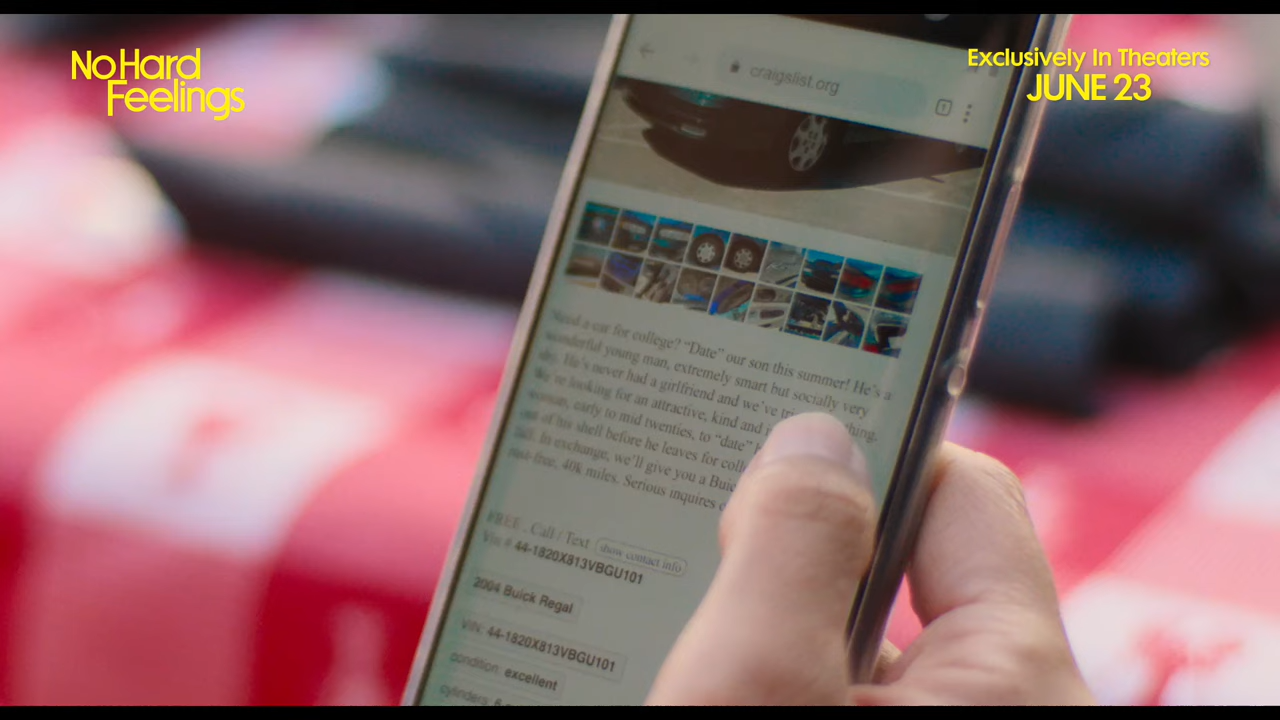 No Hard
Feelings
Exclusively In Theaters
JUNE 23
craigslist.org
Need a car for college? "Date" our son this summer! He's a
wonderful young man, extremely smart but socially very
shy. He's never had a girlfriend and we've
We're looking for an attractive, kind and
woman, early to mid twenties, to "date"
out of his shell before he leaves for
fall. In exchange, we'll give you a
rust-free, 40k miles. Serious inquires
FREE . Call / Text show contact info
Vin # 44-1820X813VBGU101
2004 Buick Regal
VIN: 44-1820X813VBGU101
condition: excellent
cylinders: